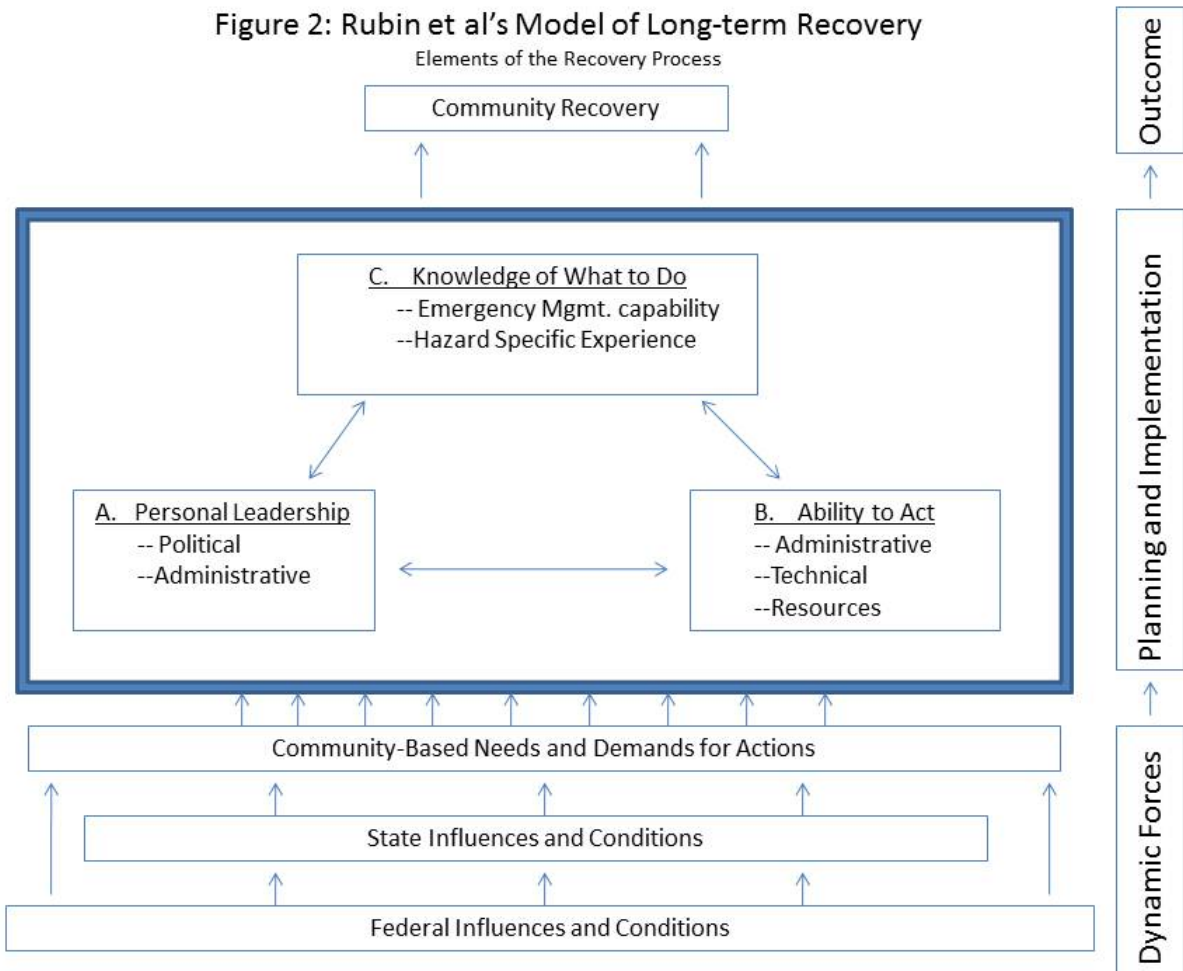 Figure 2: Rubin et al’s Model of Long-term Recovery
Elements of the Recovery Process
Community Recovery
C. Knowledge of What to Do
-- Emergency Mgmt. capability
--Hazard Specific Experience
A. Personal Leadership
-- Political
--Administrative
B. Ability to Act
-- Administrative
--Technical
--Resources
Community-Based Needs and Demands for Actions
State Influences and Conditions
Federal Influences and Conditions
Outcome
Planning and Implementation
Dynamic Forces